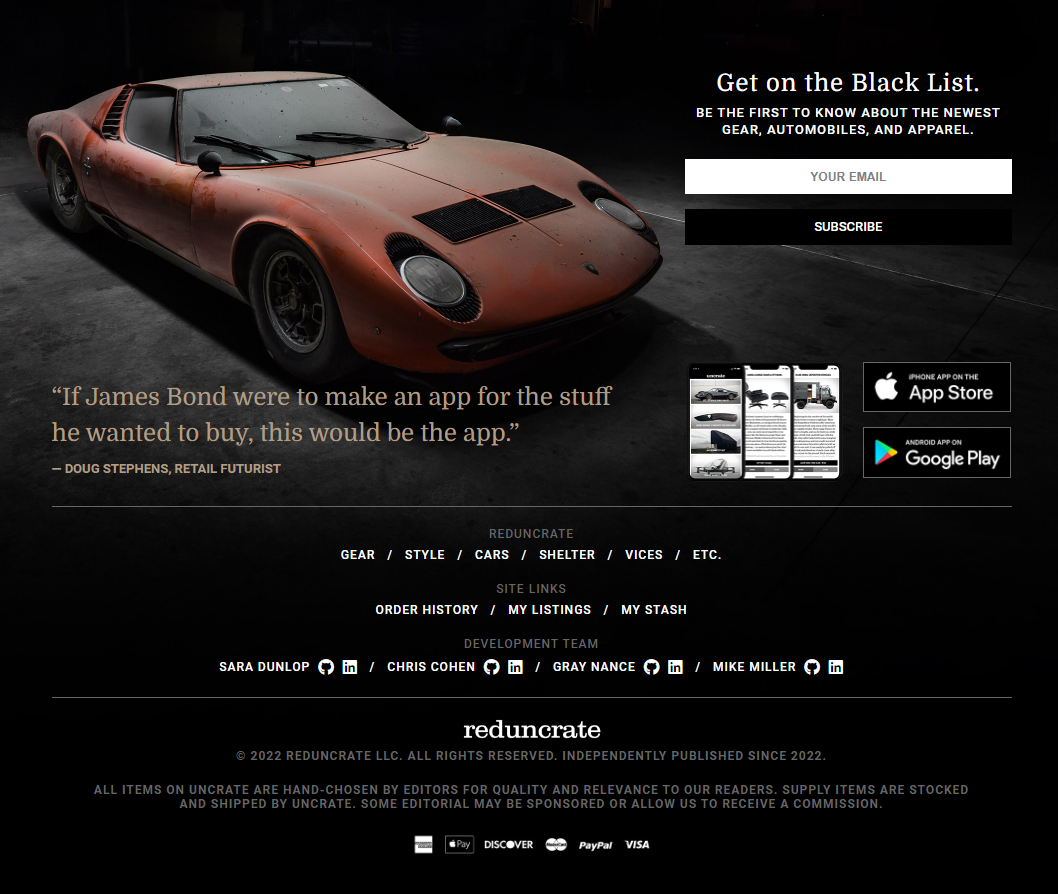 Get on the Black List.
BE THE FIRST TO KNOW ABOUT THE NEWEST
GEAR, AUTOMOBILES, AND APPAREL.
YOUR EMAIL
SUBSCRIBE
“If James Bond were to make an app for the stuff
he wanted to buy, this would be the app.”
— DOUG STEPHENS, RETAIL FUTURIST
uncrate
iPHONE APP ON THE
App Store
ANDROID APP ON
Google Play
REDUNCRATE
GEAR / STYLE / CARS / SHELTER / VICES / ETC.
SITE LINKS
ORDER HISTORY / MY LISTINGS / MY STASH
DEVELOPMENT TEAM
SARA DUNLOP in / CHRIS COHEN in / GRAY NANCE in / MIKE MILLER in
reduncrate
© 2022 REDUNCRATE LLC. ALL RIGHTS RESERVED. INDEPENDENTLY PUBLISHED SINCE 2022.
ALL ITEMS ON UNCRATE ARE HAND-CHOSEN BY EDITORS FOR QUALITY AND RELEVANCE TO OUR READERS. SUPPLY ITEMS ARE STOCKED
AND SHIPPED BY UNCRATE. SOME EDITORIAL MAY BE SPONSORED OR ALLOW US TO RECEIVE A COMMISSION.
Pay DISCOVER MasterCard PayPal VISA